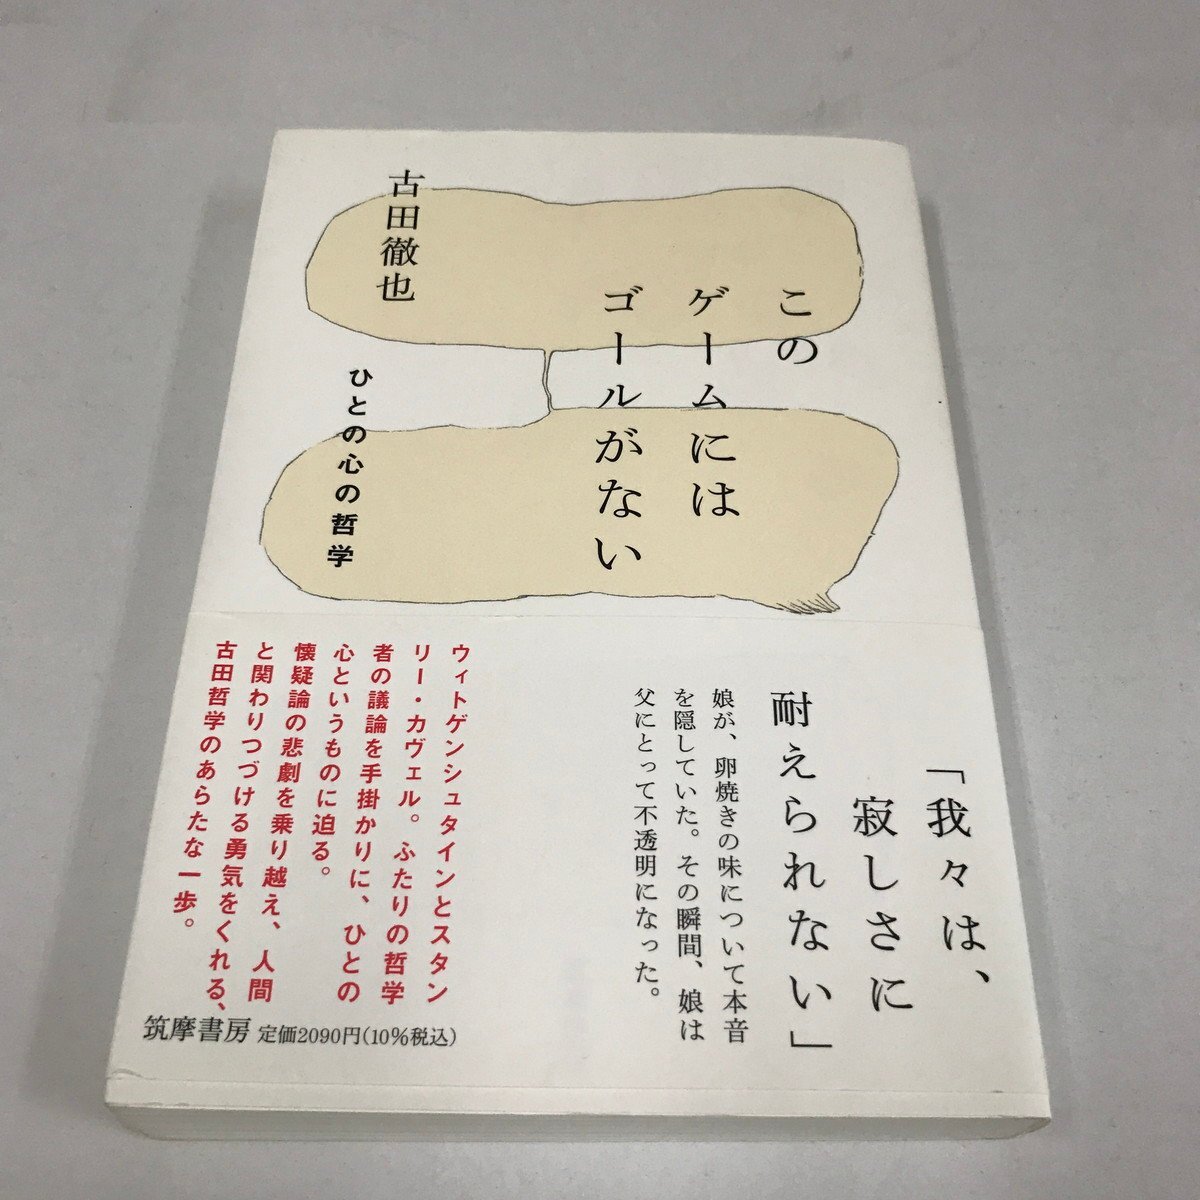 この
ゲームには
ゴールがない
古田徹也
ひとの心の哲学
「我々は、
寂しさに
耐えられない」
娘が、卵焼きの味について本音
を隠していた。その瞬間、娘は
父にとって不透明になった。
ウィトゲンシュタインとスタン
リー・カヴェル。ふたりの哲学
者の議論を手掛かりに、ひとの
心というものに迫る。
懐疑論の悲劇を乗り越え、人間
と関わりつづける勇気をくれる、
古田哲学のあらたな一歩。
筑摩書房 定価2090円(10%税込)